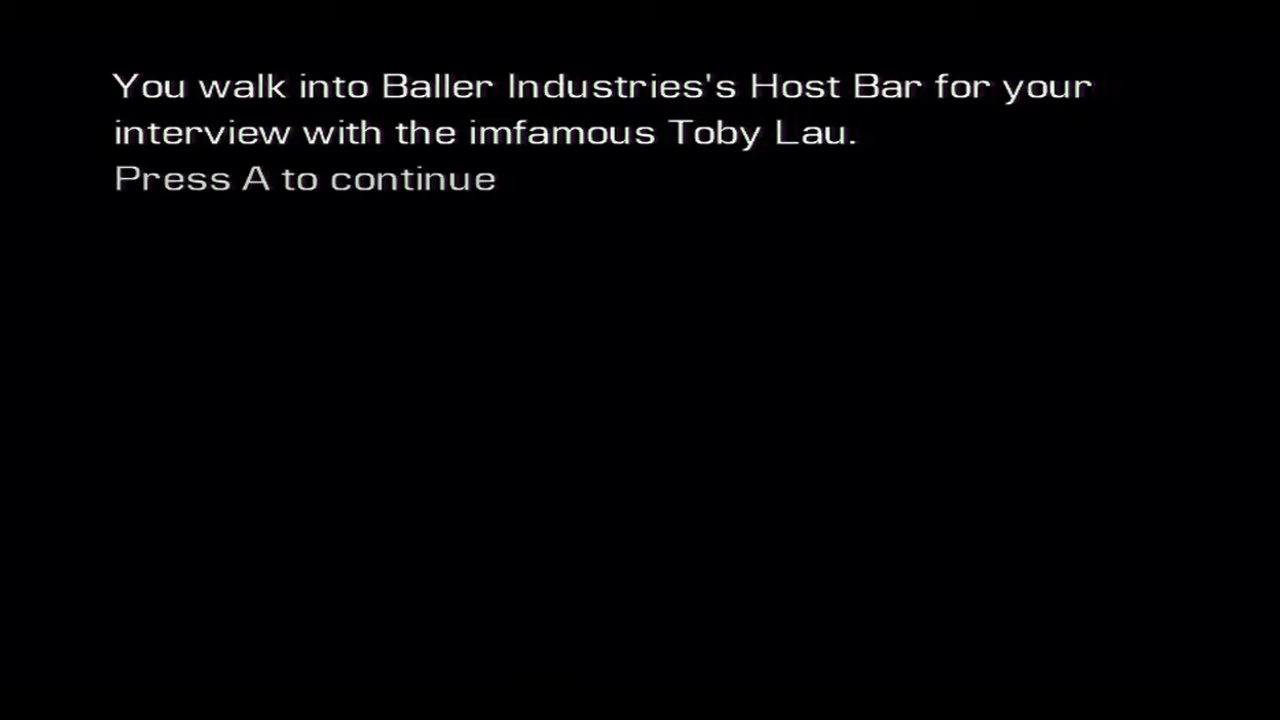 You walk into Baller Industries's Host Bar for your
interview with the imfamous Toby Lau.
Press A to continue